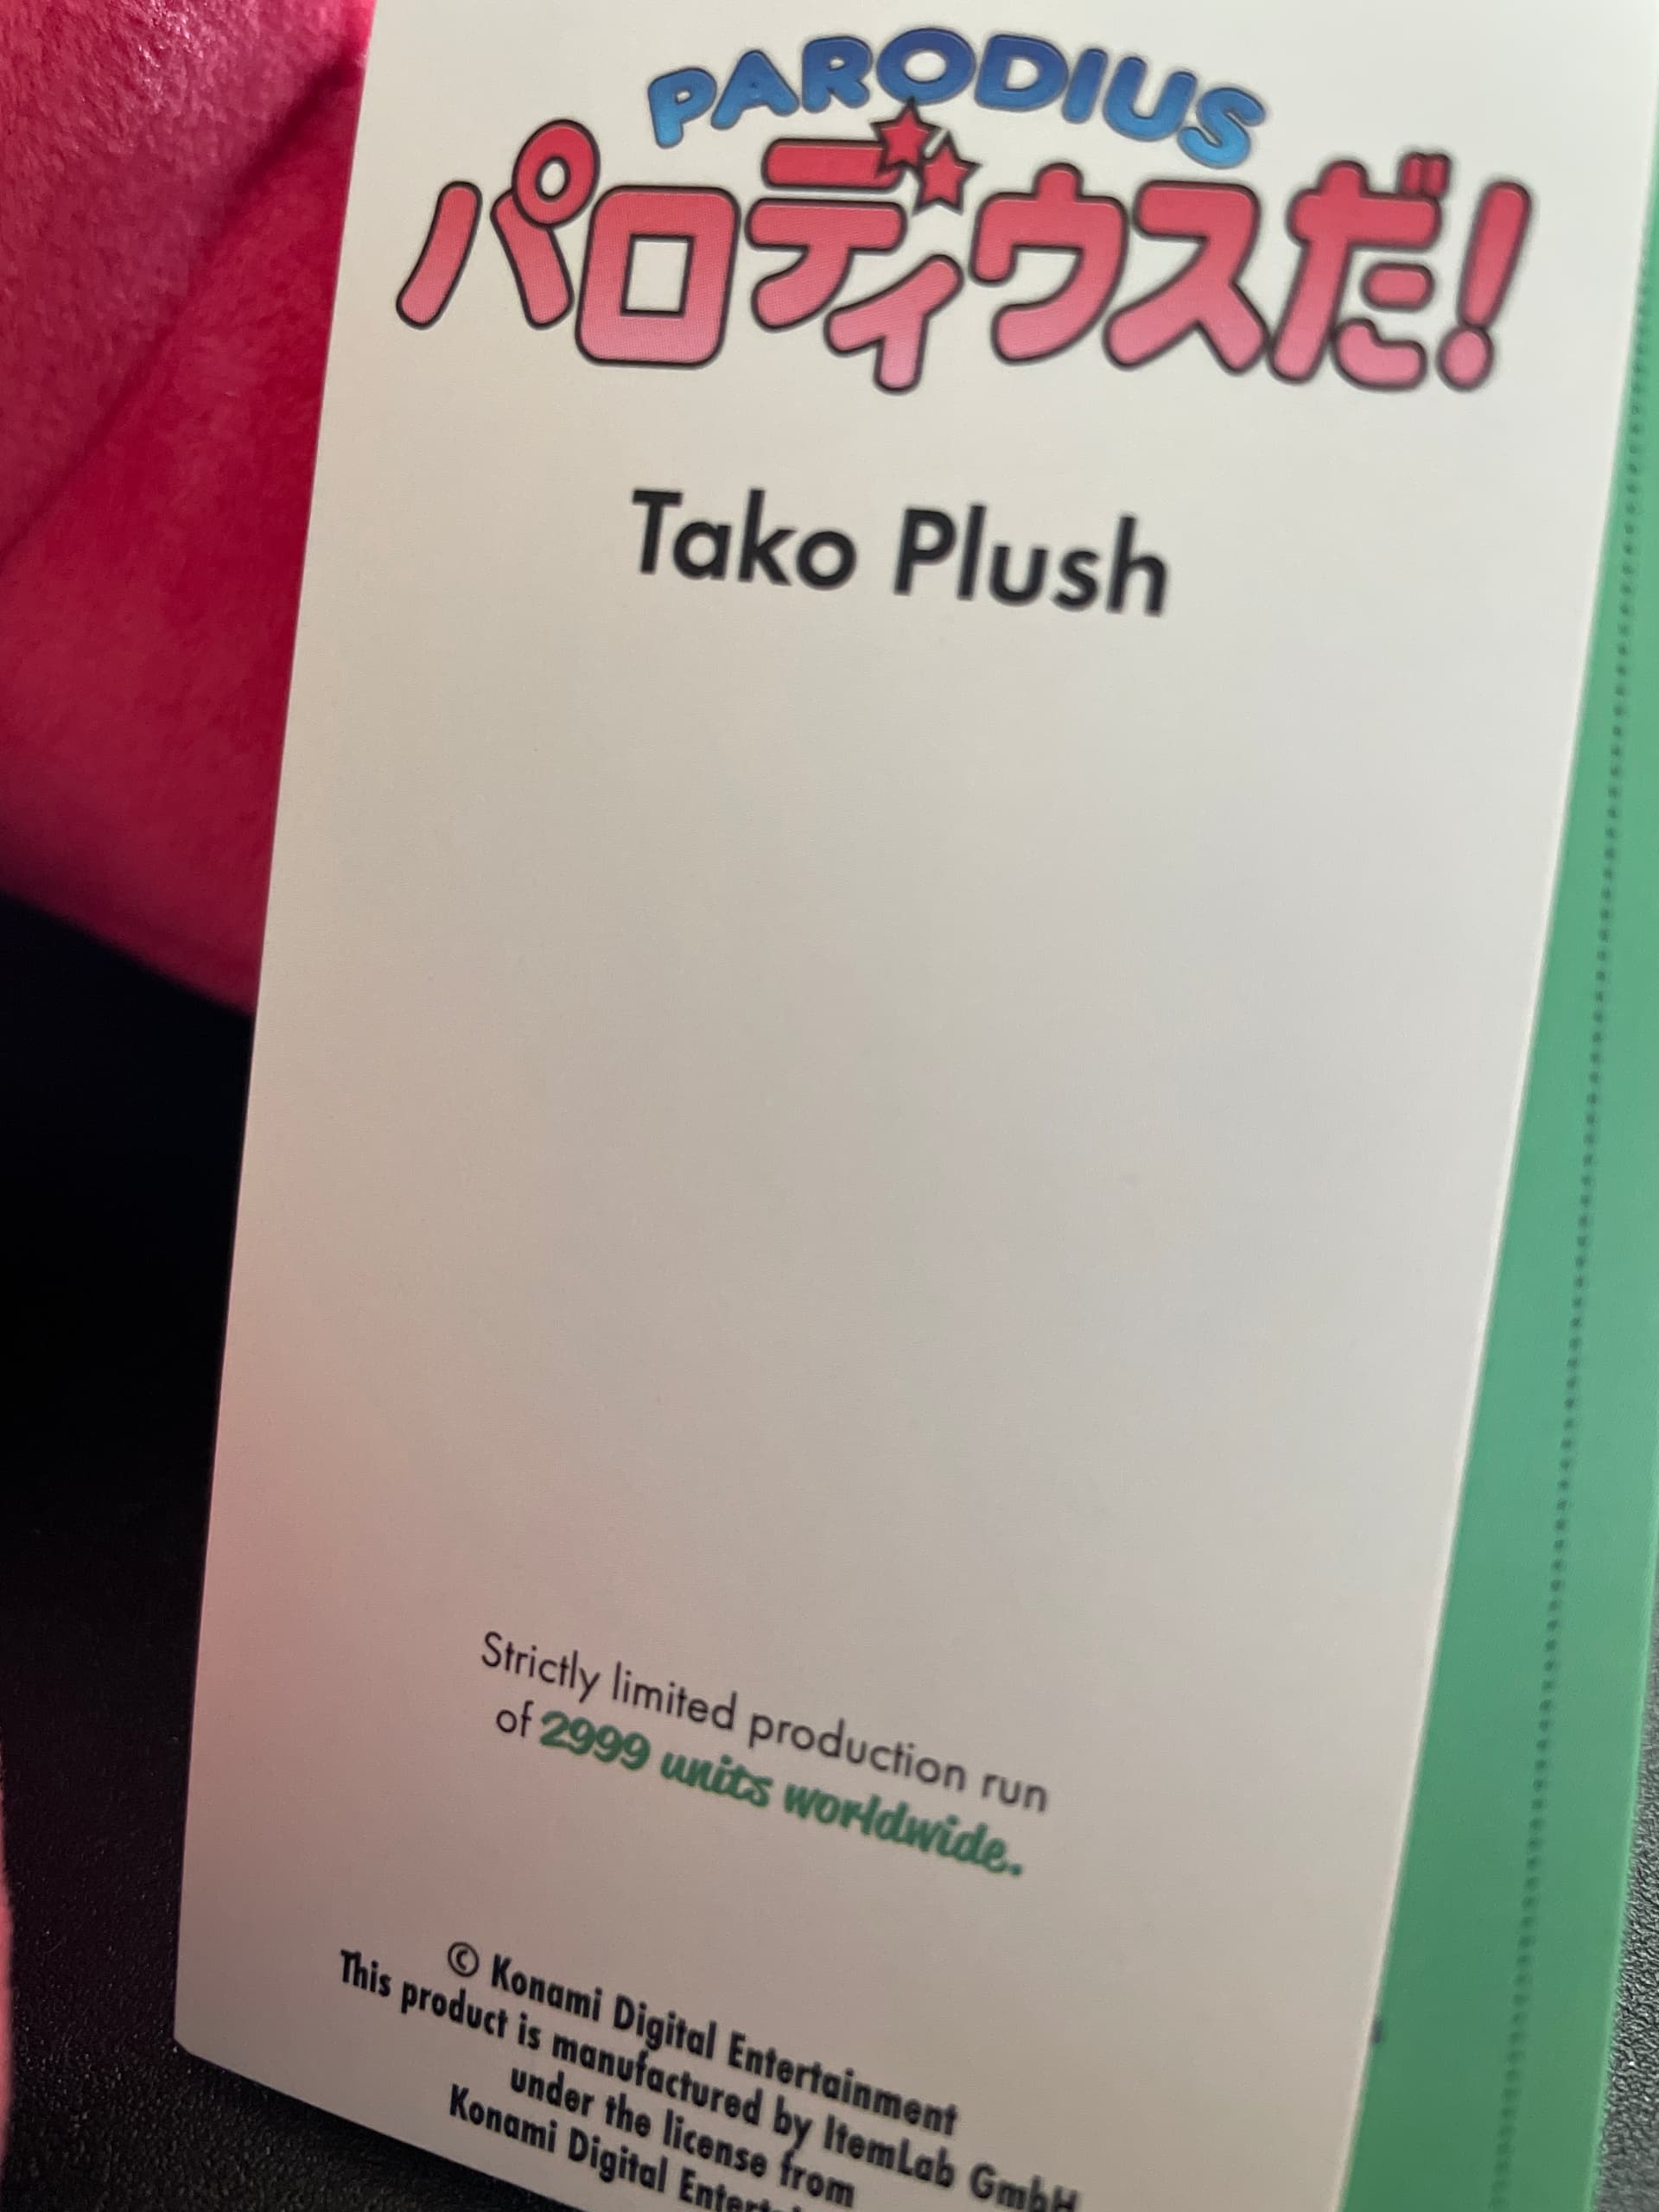 PARODIUS
パロディウスだ!
Tako Plush
Strictly limited production run
of 2999 units worldwide.
© Konami Digital Entertainment
This product is manufactured by ItemLab GmbH
under the license from
Konami Digital